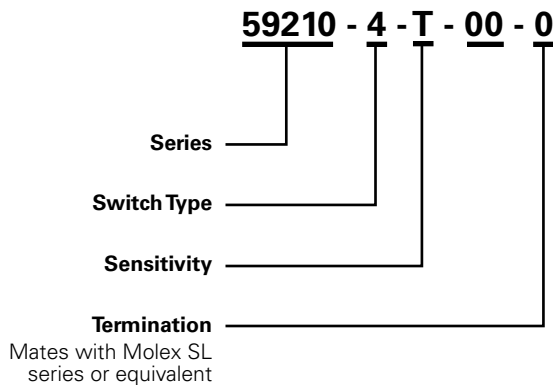 59210 - 4 - T - 00 - 0
Series
Switch Type
Sensitivity
Termination
Mates with Molex SL
series or equivalent